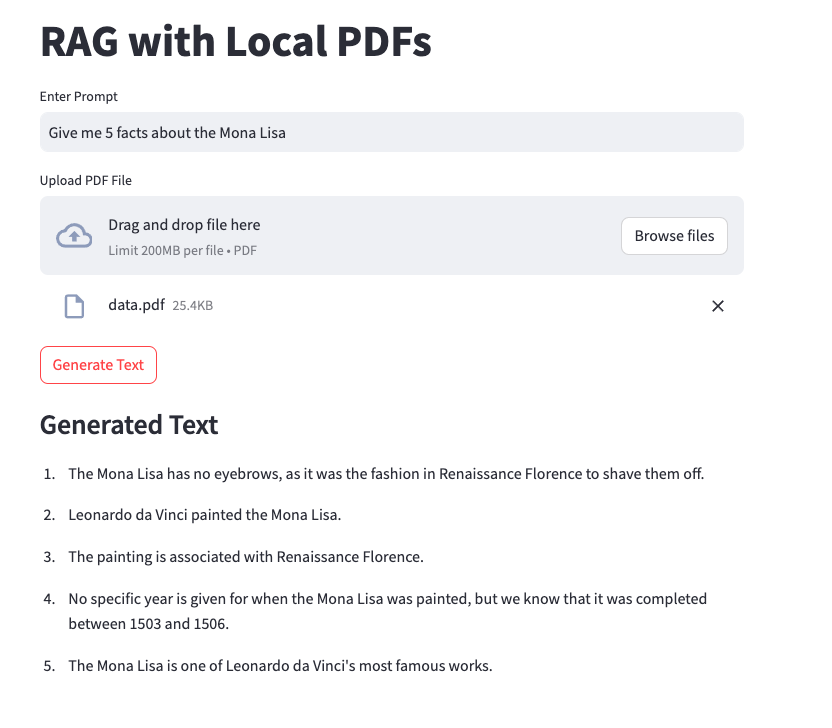 RAG with Local PDFs
Enter Prompt
Give me 5 facts about the Mona Lisa
Upload PDF File
Drag and drop file here
Limit 200MB per file • PDF
Browse files
data.pdf 25.4KB
Generate Text
Generated Text
1. The Mona Lisa has no eyebrows, as it was the fashion in Renaissance Florence to shave them off.
2. Leonardo da Vinci painted the Mona Lisa.
3. The painting is associated with Renaissance Florence.
4. No specific year is given for when the Mona Lisa was painted, but we know that it was completed
between 1503 and 1506.
5. The Mona Lisa is one of Leonardo da Vinci's most famous works.